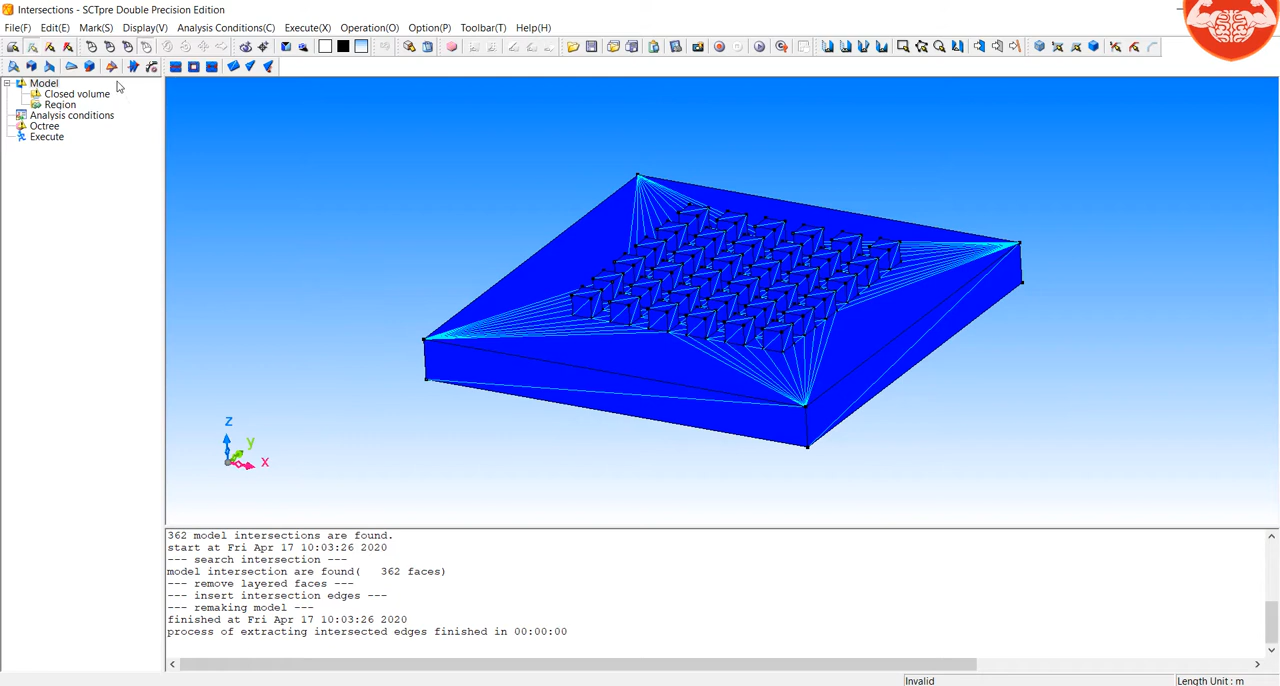 Intersections - SCTpre Double Precision Edition
File(F) Edit(E) Mark(S) Display(V) Analysis Conditions(C) Execute(X) Operation(O) Option(P) Toolbar(T) Help(H)
Model
Closed volume
Region
Analysis conditions
Octree
Execute
z
y
x
362 model intersections are found.
start at Fri Apr 17 10:03:26 2020
--- search intersection ---
model intersection are found(   362 faces)
--- remove layered faces ---
--- insert intersection edges ---
--- remaking model ---
finished at Fri Apr 17 10:03:26 2020
process of extracting intersected edges finished in 00:00:00
Invalid
Length Unit : m